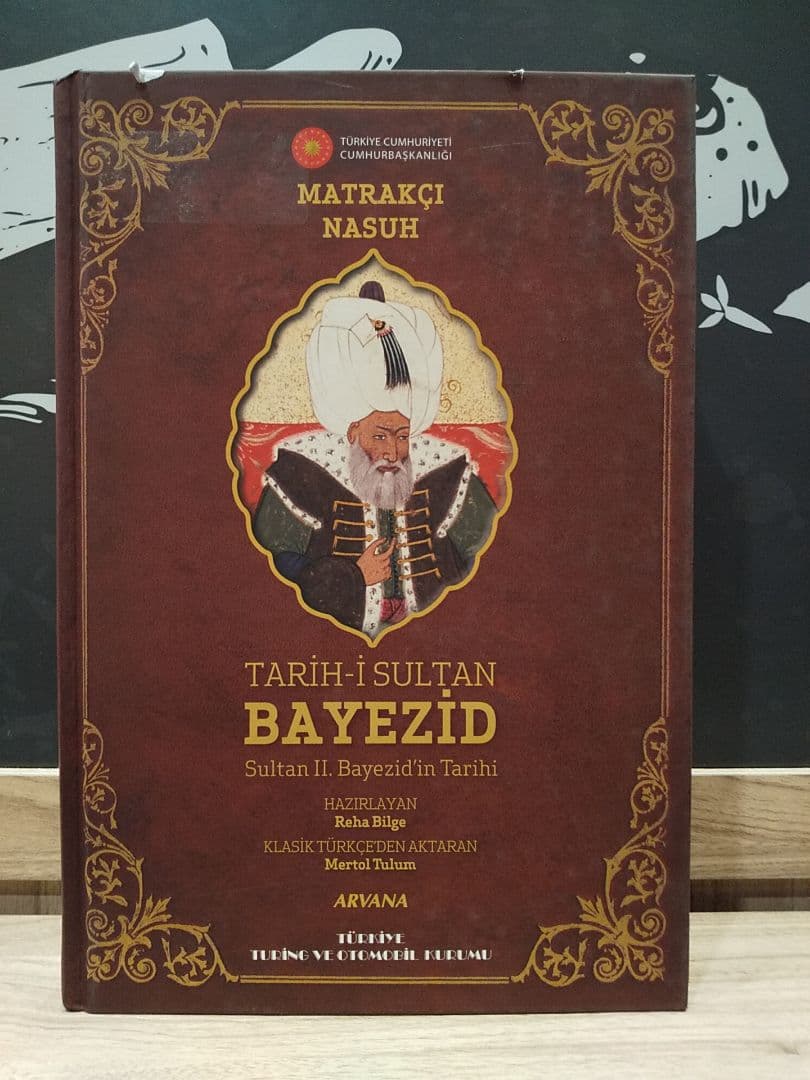 TÜRKİYE CUMHURİYETİ
CUMHURBAŞKANLIĞI
MATRAKÇI
NASUH
TARİH-İ SULTAN
BAYEZİD
Sultan II. Bayezid'in Tarihi
HAZIRLAYAN
Reha Bilge
KLASİK TÜRKÇE'DEN AKTARAN
Mertol Tulum
ARVANA
TÜRKİYE
TURİNG VE OTOMOBİL KURUMU